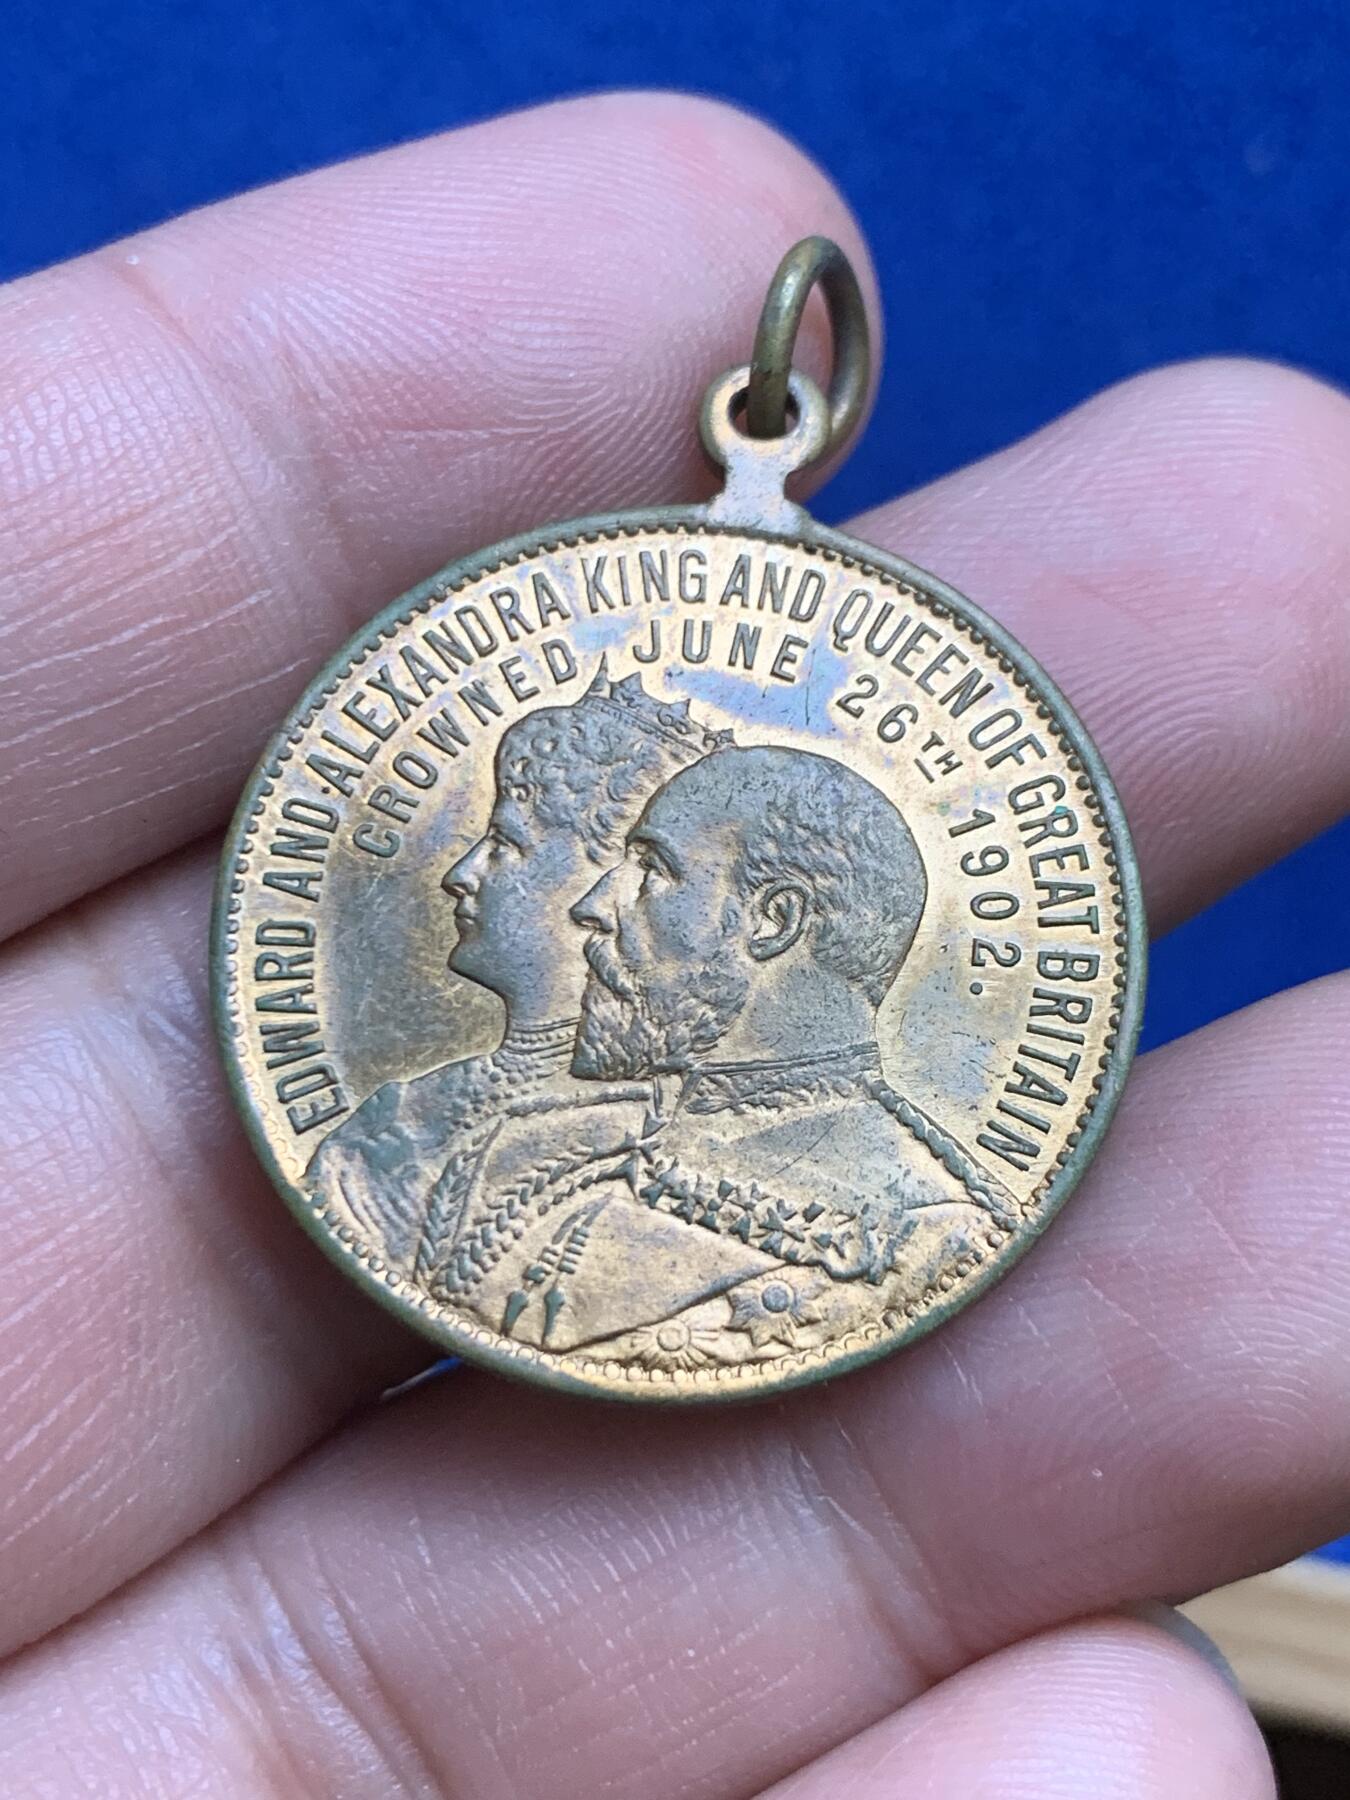 EDWARD AND ALEXANDRA KING AND QUEEN OF GREAT BRITAIN
CROWNED JUNE 26TH 1902.